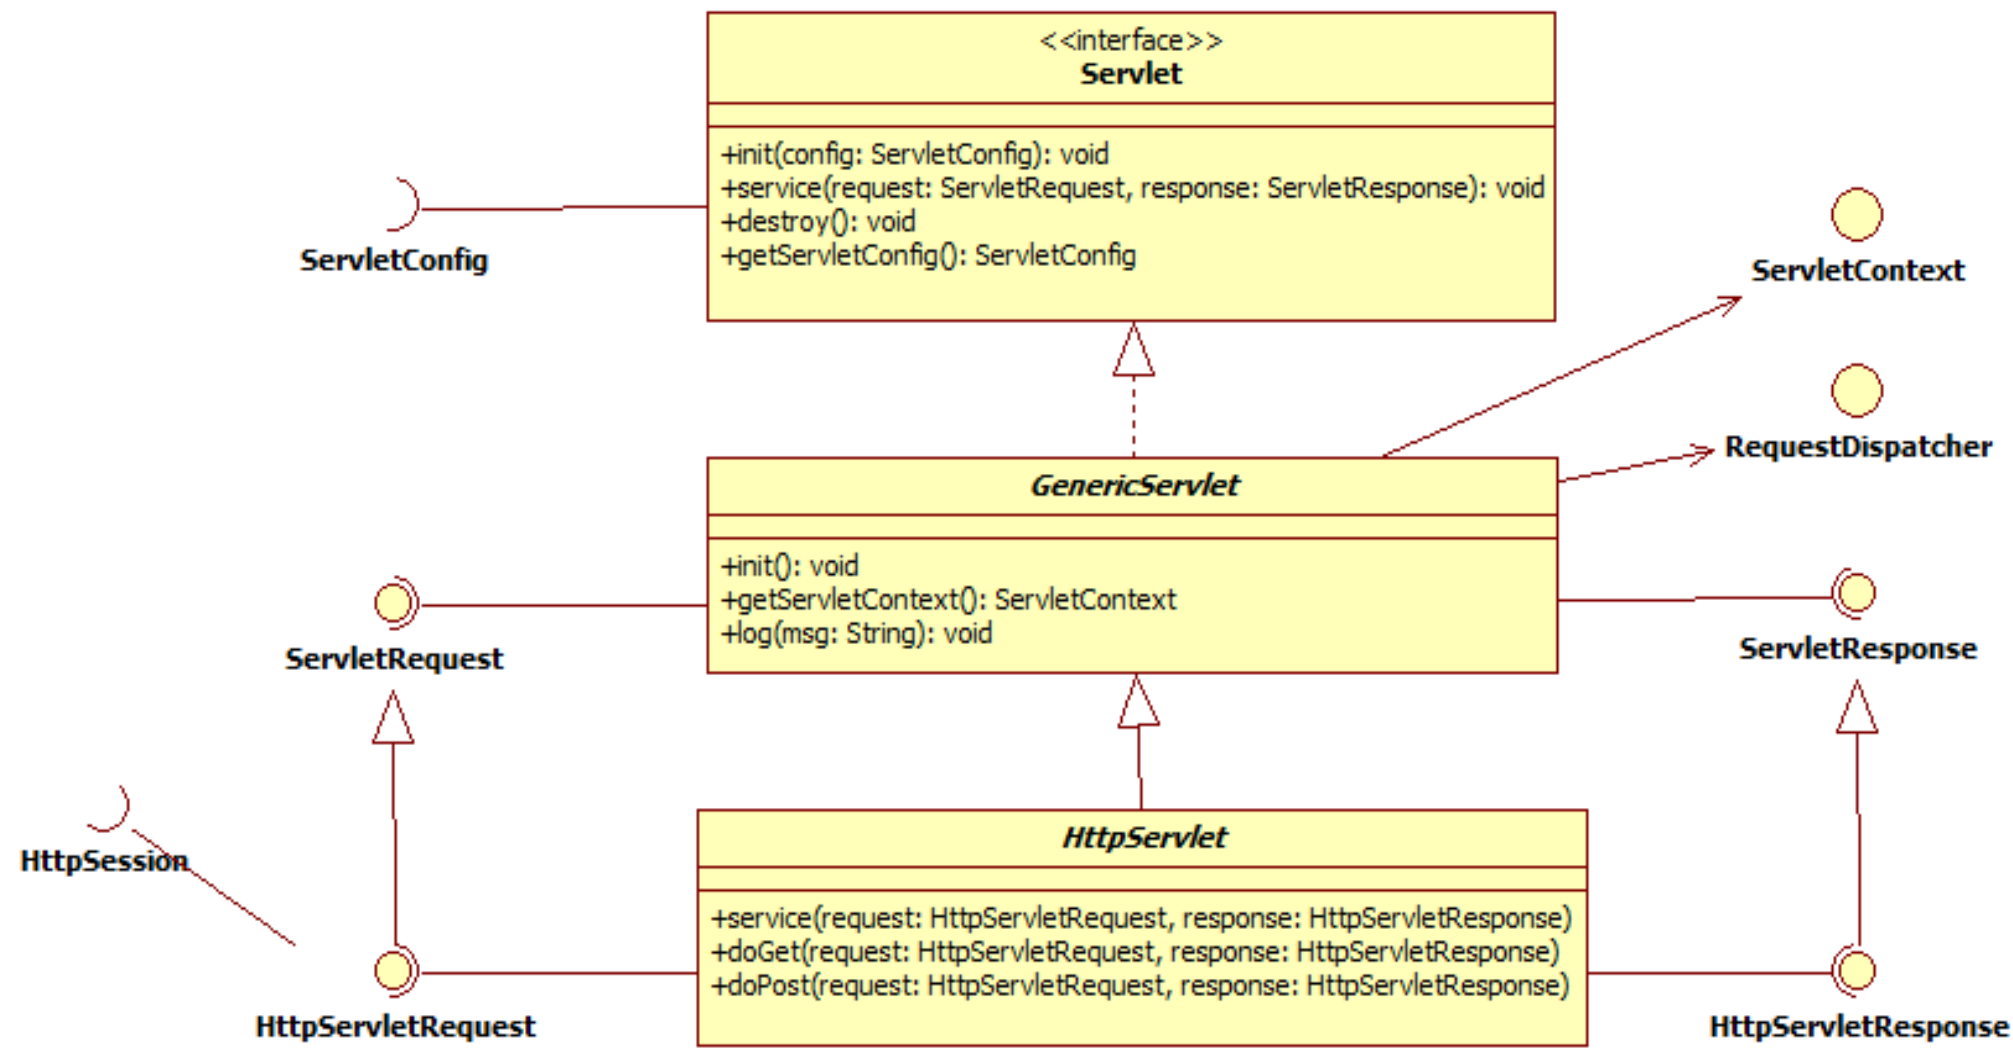 <<interface>>
Servlet
+init(config: ServletConfig): void
+service(request: ServletRequest, response: ServletResponse): void
+destroy(): void
+getServletConfig(): ServletConfig
ServletConfig
ServletContext
RequestDispatcher
GenericServlet
+init(): void
+getServletContext(): ServletContext
+log(msg: String): void
ServletRequest
ServletResponse
HttpSession
HttpServlet
+service(request: HttpServletRequest, response: HttpServletResponse)
+doGet(request: HttpServletRequest, response: HttpServletResponse)
+doPost(request: HttpServletRequest, response: HttpServletResponse)
HttpServletRequest
HttpServletResponse